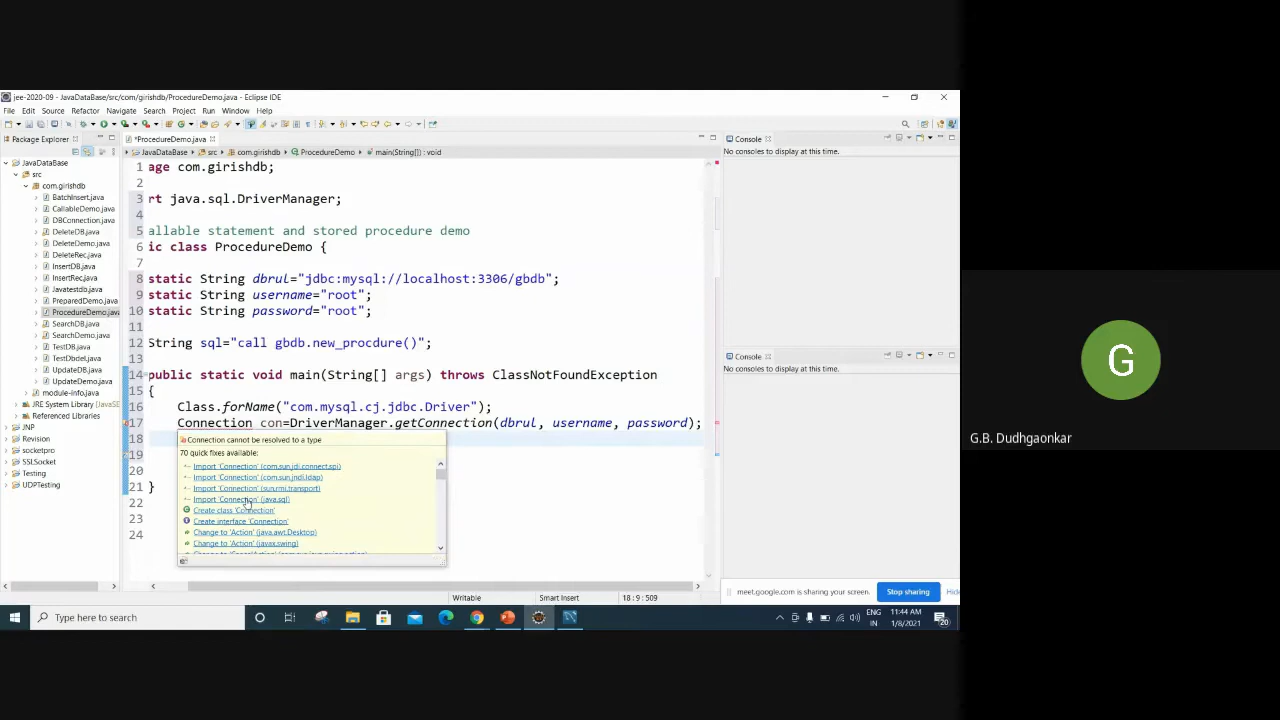 jee-2020-09 - JavaDataBase/src/com/girishdb/ProcedureDemo.java - Eclipse IDE
File Edit Source Refactor Navigate Search Project Run Window Help
Package Explorer
*ProcedureDemo.java
Console
JavaDataBase src com.girishdb ProcedureDemo main(String[]) : void
No consoles to display at this time.
JavaDataBase
src
com.girishdb
BatchInsert.java
CallableDemo.java
DBConnection.java
DeleteDB.java
DeleteDemo.java
DeleteRec.java
InsertDB.java
InsertRec.java
Javatestdb.java
PreparedDemo.java
ProcedureDemo.java
SearchDB.java
SearchDemo.java
TestDB.java
TestDbdel.java
UpdateDB.java
UpdateDemo.java
module-info.java
JRE System Library [JavaSE
Referenced Libraries
JNP
Revision
socketpro
SSLSocket
Testing
UDPTesting
1 age com.girishdb;
2
3 rt java.sql.DriverManager;
4
5 allable statement and stored procedure demo
6 ic class ProcedureDemo {
7
8 static String dbrul="jdbc:mysql://localhost:3306/gbdb";
9 static String username="root";
10 static String password="root";
11
12 String sql="call gbdb.new_procdure()";
13
14 public static void main(String[] args) throws ClassNotFoundException
15 {
16 Class.forName("com.mysql.cj.jdbc.Driver");
17 Connection con=DriverManager.getConnection(dbrul, username, password);
18
19
20
21 }
22
23
24
Connection cannot be resolved to a type
70 quick fixes available:
Import 'Connection' (com.sun.jdi.connect.spi)
Import 'Connection' (com.sun.jndi.ldap)
Import 'Connection' (sun.rmi.transport)
Import 'Connection' (java.sql)
Create class 'Connection'
Create interface 'Connection'
Change to 'Action' (java.awt.Desktop)
Change to 'Action' (javax.swing)
Console
No consoles to display at this time.
Writable Smart Insert 18 : 9 : 509
meet.google.com is sharing your screen. Stop sharing Hide
Type here to search
ENG
IN
11:44 AM
1/8/2021
20
G
G.B. Dudhgaonkar